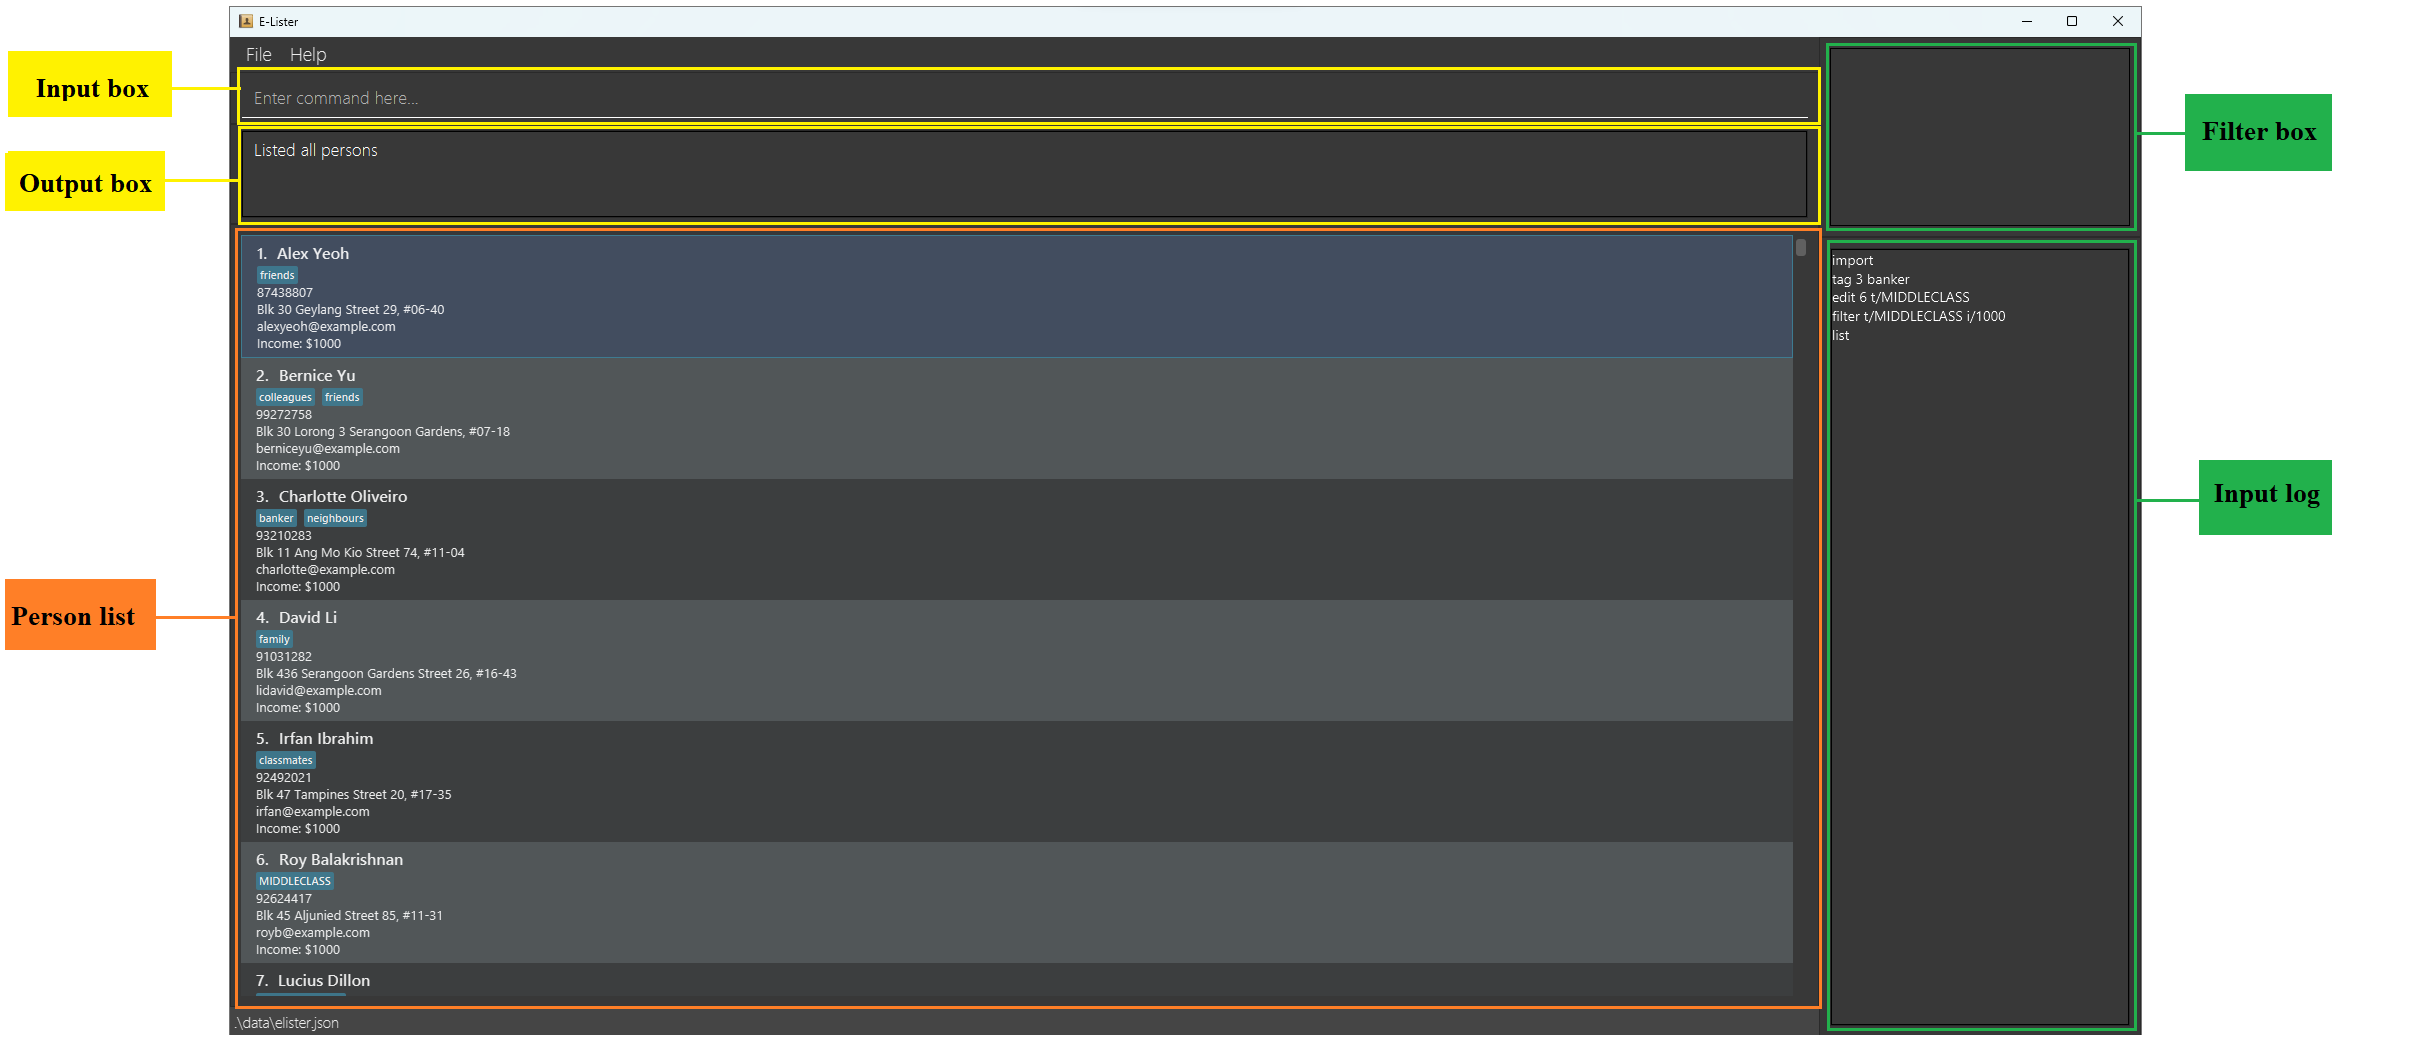 E-Lister
File Help
Input box
Enter command here...
Output box
Listed all persons
Filter box
Person list
1. Alex Yeoh
friends
87438807
Blk 30 Geylang Street 29, #06-40
alexyeoh@example.com
Income: $1000
2. Bernice Yu
colleagues friends
99272758
Blk 30 Lorong 3 Serangoon Gardens, #07-18
berniceyu@example.com
Income: $1000
3. Charlotte Oliveiro
banker neighbours
93210283
Blk 11 Ang Mo Kio Street 74, #11-04
charlotte@example.com
Income: $1000
4. David Li
family
91031282
Blk 436 Serangoon Gardens Street 26, #16-43
lidavid@example.com
Income: $1000
5. Irfan Ibrahim
classmates
92492021
Blk 47 Tampines Street 20, #17-35
irfan@example.com
Income: $1000
6. Roy Balakrishnan
MIDDLECLASS
92624417
Blk 45 Aljunied Street 85, #11-31
royb@example.com
Income: $1000
7. Lucius Dillon
import
tag 3 banker
edit 6 t/MIDDLECLASS
filter t/MIDDLECLASS i/1000
list
Input log
.\data\elister.json